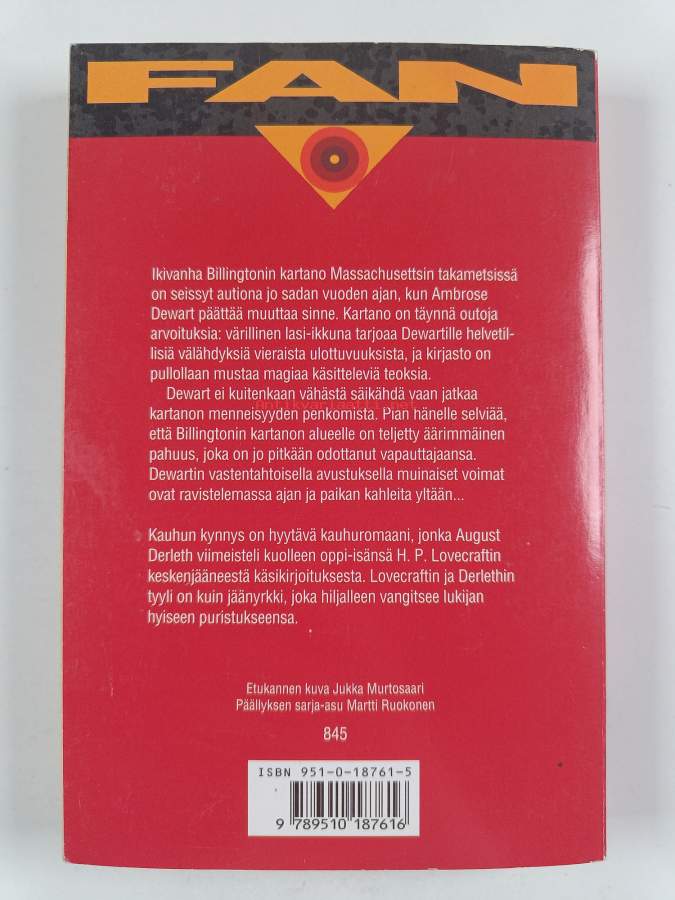 FAN
Ikivanha Billingtonin kartano Massachusettsin takametsissä
on seissyt autiona jo sadan vuoden ajan, kun Ambrose
Dewart päättää muuttaa sinne. Kartano on täynnä outoja
arvoituksia: värillinen lasi-ikkuna tarjoaa Dewartille helvetil-
lisiä välähdyksiä vieraista ulottuvuuksista, ja kirjasto on
pullollaan mustaa magiaa käsitteleviä teoksia.
Dewart ei kuitenkaan vähästä säikähdä vaan jatkaa
antikvariaatti.net
kartanon menneisyyden penkomista. Pian hänelle selviää,
että Billingtonin kartanon alueelle on teljetty äärimmäinen
pahuus, joka on jo pitkään odottanut vapauttajaansa.
Dewartin vastentahtoisella avustuksella muinaiset voimat
ovat ravistelemassa ajan ja paikan kahleita yltään...
Kauhun kynnys on hyytävä kauhuromaani, jonka August
Derleth viimeisteli kuolleen oppi-isänsä H. P. Lovecraftin
keskenjääneestä käsikirjoituksesta. Lovecraftin ja Derlethin
tyyli on kuin jäänyrkki, joka hiljalleen vangitsee lukijan
hyiseen puristukseensa.
Etukannen kuva Jukka Murtosaari
Päällyksen sarja-asu Martti Ruokonen
845
ISBN 951-0-18761-5
9 789510 187616